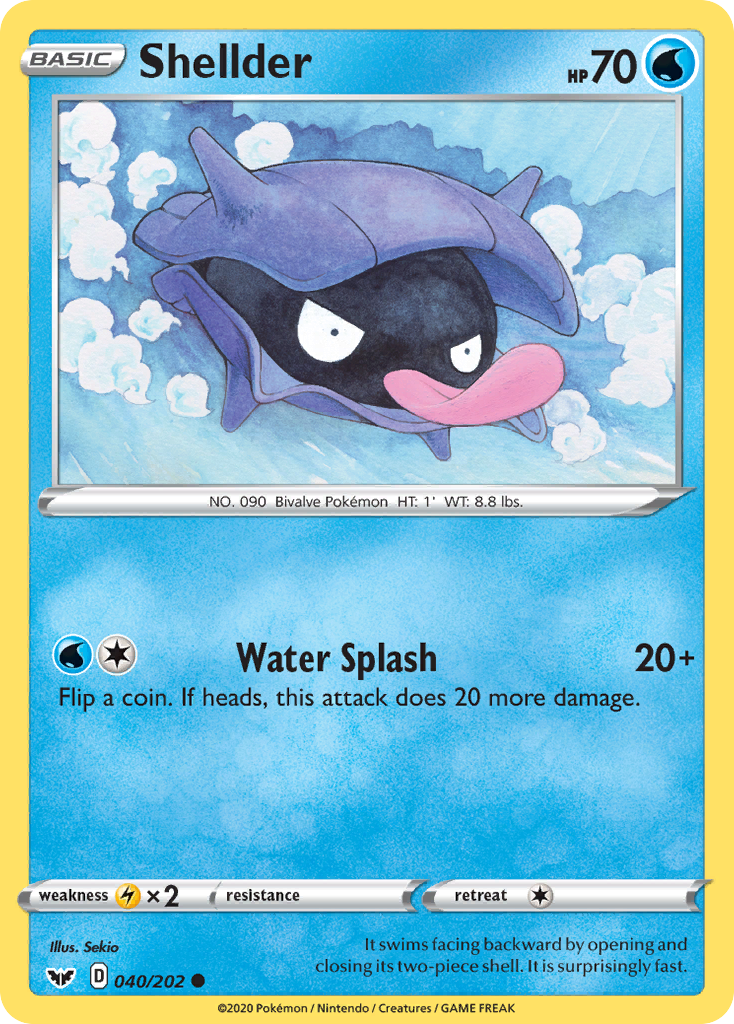 BASIC Shellder HP 70
NO. 090 Bivalve Pokémon HT: 1' WT: 8.8 lbs.
Water Splash 20+
Flip a coin. If heads, this attack does 20 more damage.
weakness ×2 resistance retreat
Illus. Sekio
It swims facing backward by opening and
closing its two-piece shell. It is surprisingly fast.
D 040/202
©2020 Pokémon / Nintendo / Creatures / GAME FREAK